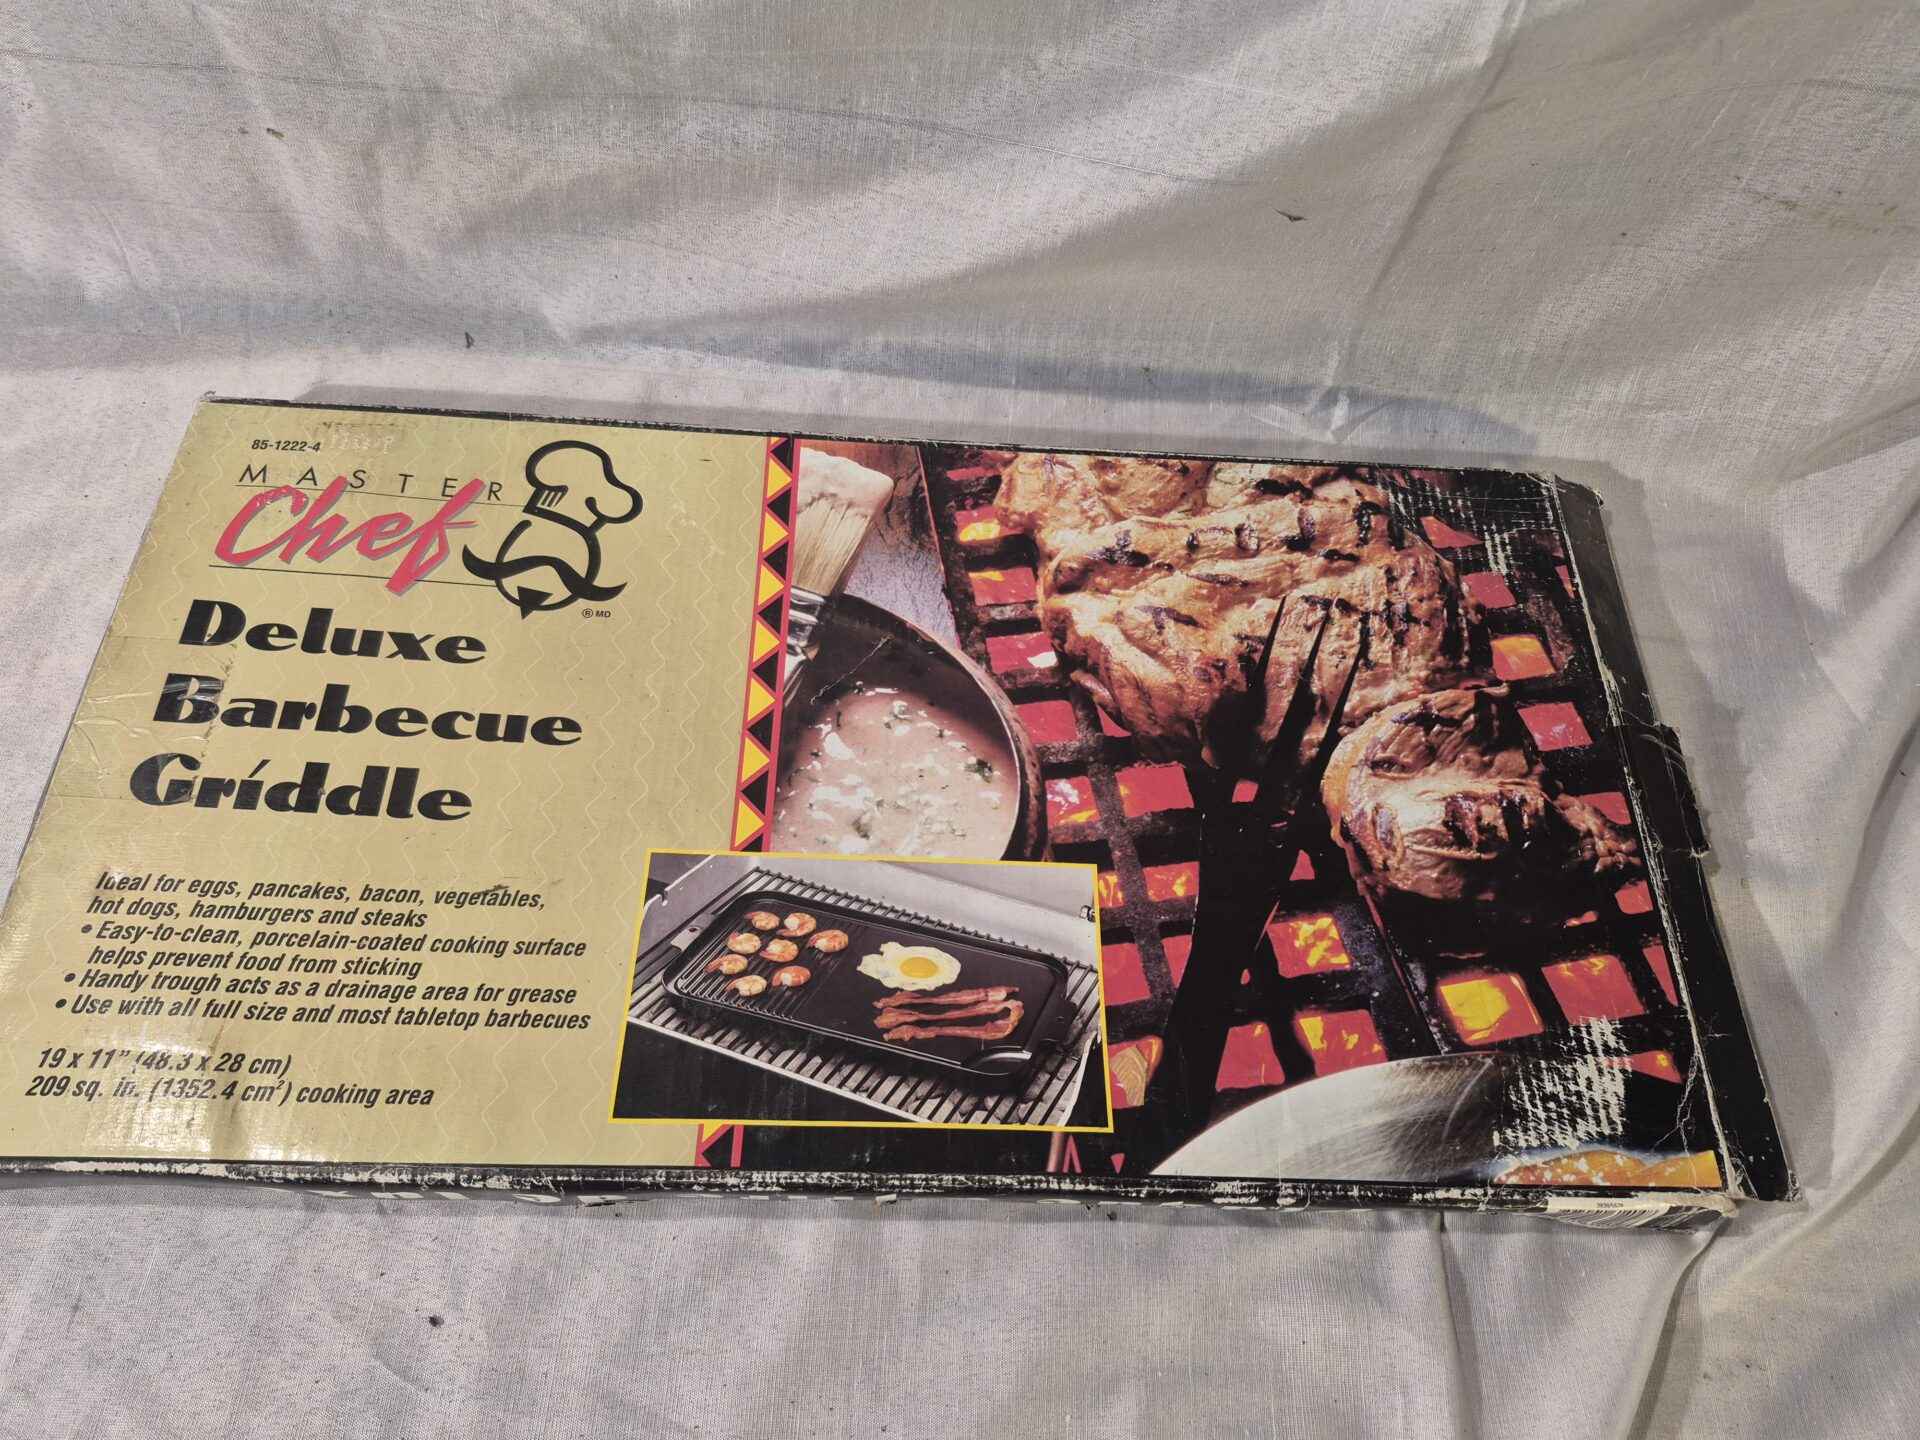 85-1222-4
MASTER
Chef
® MD
Deluxe
Barbecue
Griddle
Ideal for eggs, pancakes, bacon, vegetables,
hot dogs, hamburgers and steaks
• Easy-to-clean, porcelain-coated cooking surface
helps prevent food from sticking
• Handy trough acts as a drainage area for grease
• Use with all full size and most tabletop barbecues
19 x 11" (48.3 x 28 cm)
209 sq. in. (1352.4 cm²) cooking area